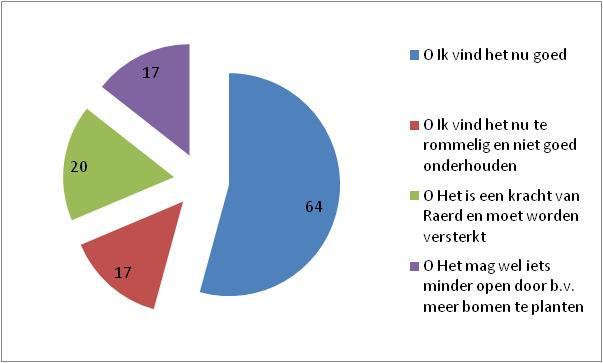 17
20
17
64
O Ik vind het nu goed
O Ik vind het nu te
rommelig en niet goed
onderhouden
O Het is een kracht van
Raerd en moet worden
versterkt
O Het mag wel iets
minder open door b.v.
meer bomen te planten